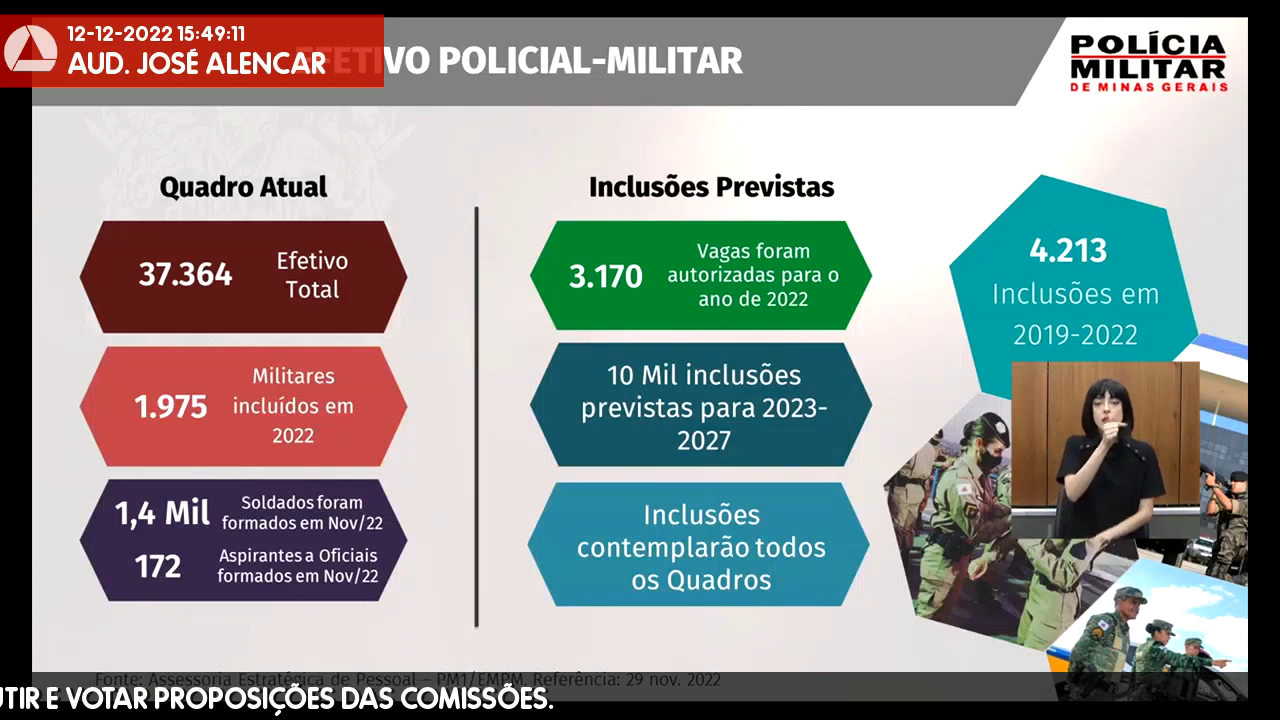 12-12-2022 15:49:11
AUD. JOSÉ ALENCAR
EFETIVO POLICIAL-MILITAR
POLÍCIA
MILITAR
DE MINAS GERAIS
Quadro Atual
37.364
Efetivo
Total
1.975
Militares
incluídos em
2022
1,4 Mil
Soldados foram
formados em Nov/22
172
Aspirantes a Oficiais
formados em Nov/22
Inclusões Previstas
3.170
Vagas foram
autorizadas para o
ano de 2022
10 Mil inclusões
previstas para 2023-
2027
Inclusões
contemplarão todos
os Quadros
4.213
Inclusões em
2019-2022
Fonte: Assessoria Estratégica de Pessoal – PM1/EMPM. Referência: 29 nov. 2022
UTIR E VOTAR PROPOSIÇÕES DAS COMISSÕES.